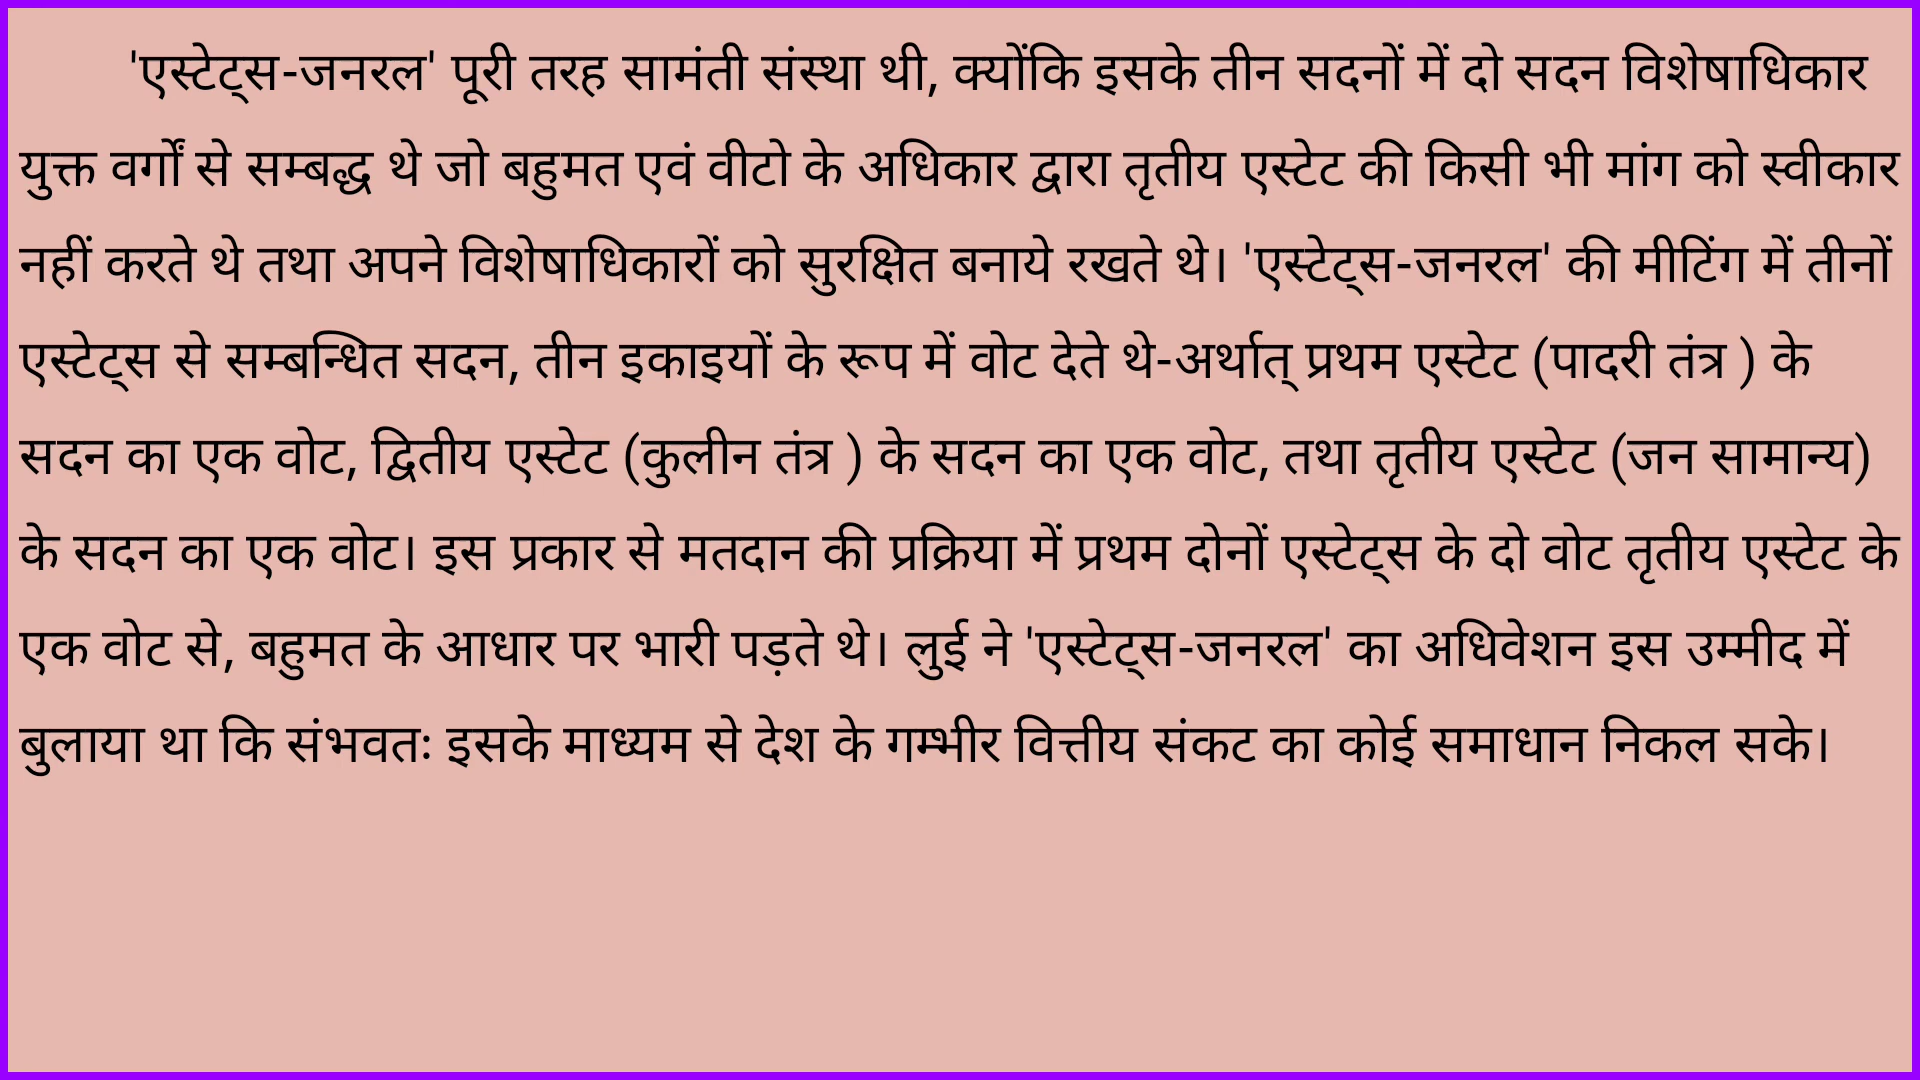 'एस्टेट्स-जनरल' पूरी तरह सामंती संस्था थी, क्योंकि इसके तीन सदनों में दो सदन विशेषाधिकार
युक्त वर्गों से सम्बद्ध थे जो बहुमत एवं वीटो के अधिकार द्वारा तृतीय एस्टेट की किसी भी मांग को स्वीकार
नहीं करते थे तथा अपने विशेषाधिकारों को सुरक्षित बनाये रखते थे। 'एस्टेट्स-जनरल' की मीटिंग में तीनों
एस्टेट्स से सम्बन्धित सदन, तीन इकाइयों के रूप में वोट देते थे-अर्थात् प्रथम एस्टेट (पादरी तंत्र ) के
सदन का एक वोट, द्वितीय एस्टेट (कुलीन तंत्र ) के सदन का एक वोट, तथा तृतीय एस्टेट (जन सामान्य)
के सदन का एक वोट। इस प्रकार से मतदान की प्रक्रिया में प्रथम दोनों एस्टेट्स के दो वोट तृतीय एस्टेट के
एक वोट से, बहुमत के आधार पर भारी पड़ते थे। लुई ने 'एस्टेट्स-जनरल' का अधिवेशन इस उम्मीद में
बुलाया था कि संभवतः इसके माध्यम से देश के गम्भीर वित्तीय संकट का कोई समाधान निकल सके।